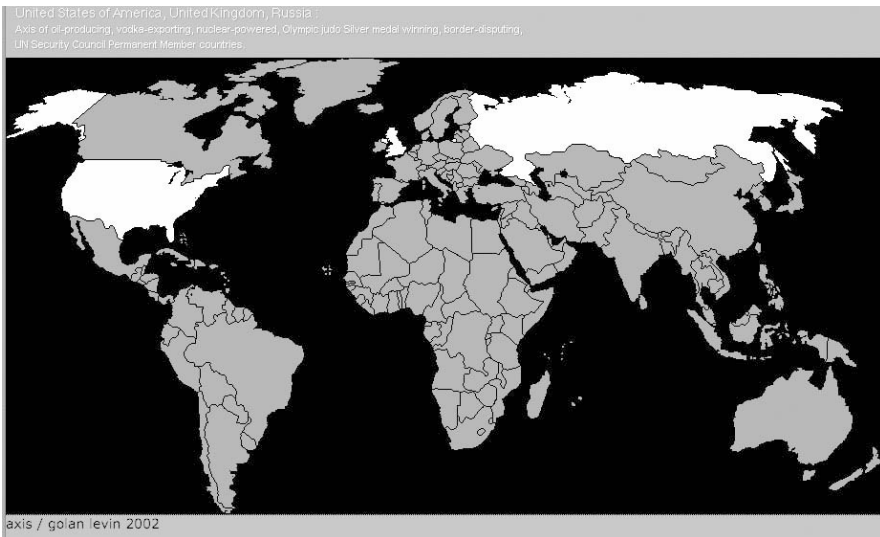 United States of America, United Kingdom, Russia :
Axis of oil-producing, vodka-exporting, nuclear-powered, Olympic judo Silver medal winning, border-disputing,
UN Security Council Permanent Member countries.
axis / golan levin 2002